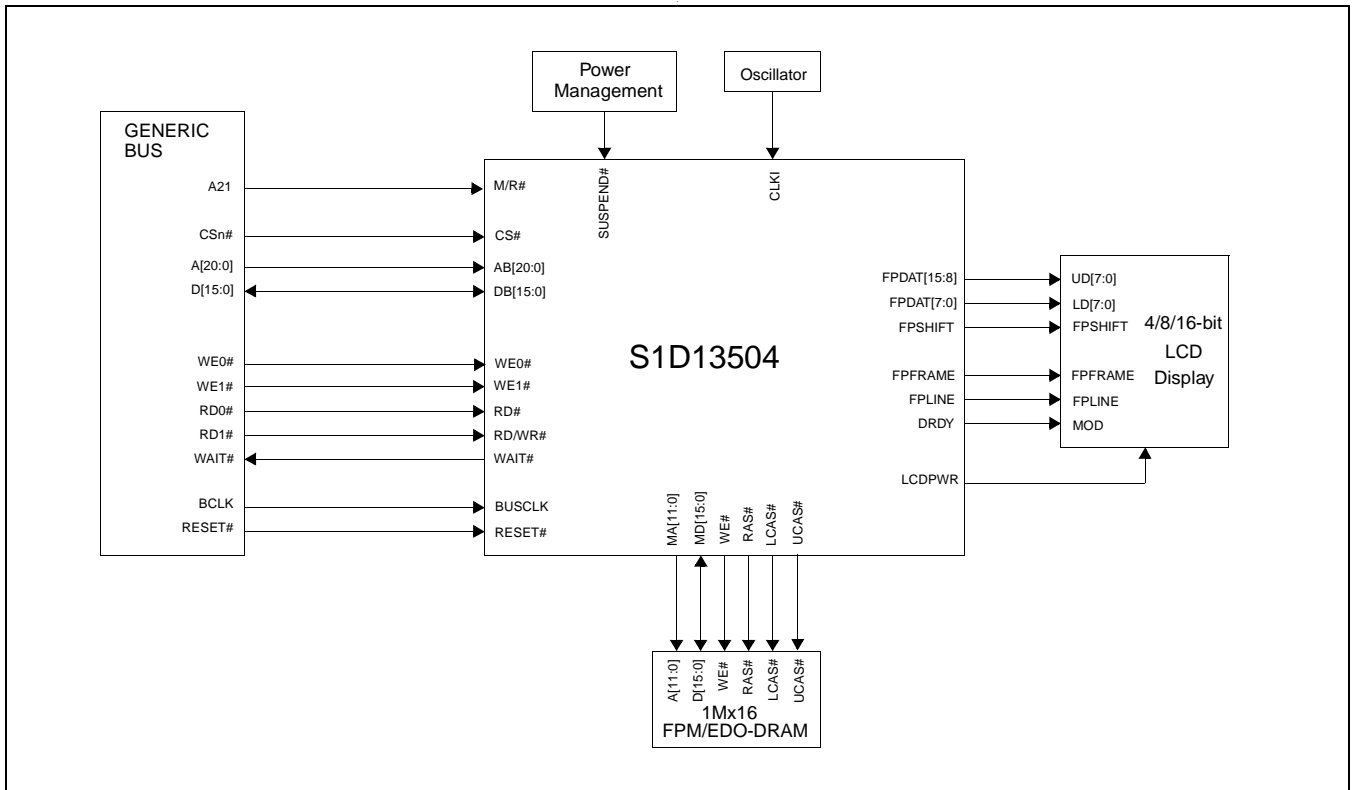 Power
Management
Oscillator
GENERIC
BUS
A21
CSn#
A[20:0]
D[15:0]
WE0#
WE1#
RD0#
RD1#
WAIT#
BCLK
RESET#
M/R#
CS#
AB[20:0]
DB[15:0]
WE0#
WE1#
RD#
RD/WR#
WAIT#
BUSCLK
RESET#
SUSPEND#
CLKI
S1D13504
FPDAT[15:8]
FPDAT[7:0]
FPSHIFT
FPFRAME
FPLINE
DRDY
LCDPWR
UD[7:0]
LD[7:0]
FPSHIFT
FPFRAME
FPLINE
MOD
4/8/16-bit
LCD
Display
MA[11:0]
MD[15:0]
WE#
RAS#
LCAS#
UCAS#
A[11:0]
D[15:0]
WE#
RAS#
LCAS#
UCAS#
1Mx16
FPM/EDO-DRAM